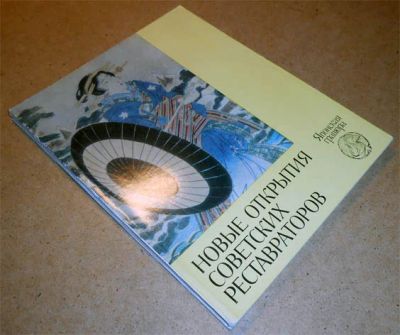 Японская
гравюра
НОВЫЕ ОТКРЫТИЯ
СОВЕТСКИХ
РЕСТАВРАТОРОВ